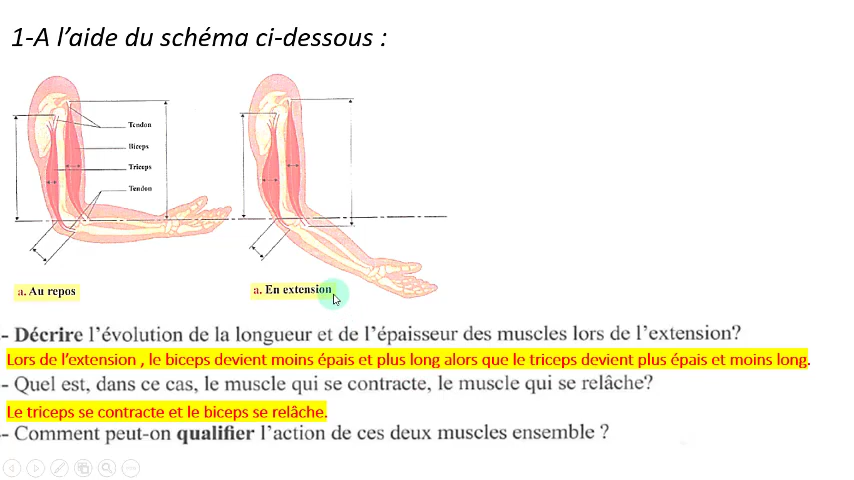 1-A l’aide du schéma ci-dessous :
Tendon
Biceps
Triceps
Tendon
a. Au repos
a. En extension
- Décrire l’évolution de la longueur et de l’épaisseur des muscles lors de l’extension?
Lors de l’extension , le biceps devient moins épais et plus long alors que le triceps devient plus épais et moins long.
- Quel est, dans ce cas, le muscle qui se contracte, le muscle qui se relâche?
Le triceps se contracte et le biceps se relâche.
- Comment peut-on qualifier l’action de ces deux muscles ensemble ?